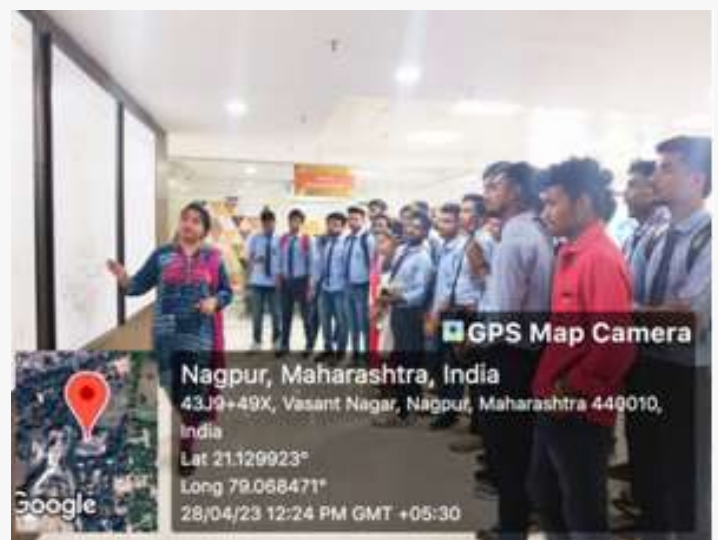 GPS Map Camera
Nagpur, Maharashtra, India
43J9+49X, Vasant Nagar, Nagpur, Maharashtra 440010,
India
Lat 21.129923°
Long 79.068471°
28/04/23 12:24 PM GMT +05:30
Google